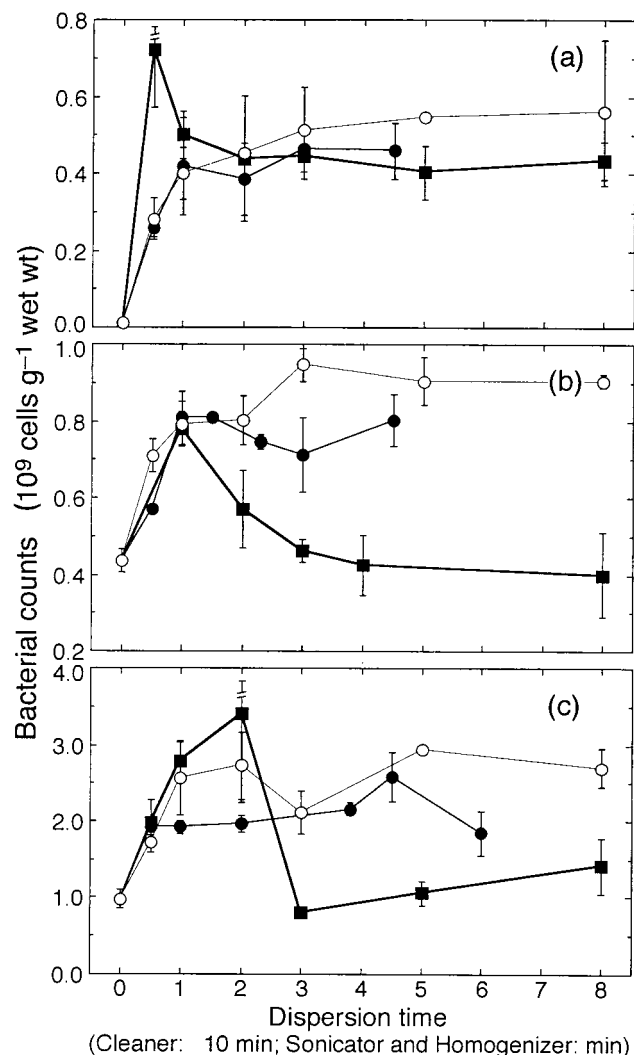 0.8
(a)
0.6
0.4
0.2
0.0
1.0
(b)
0.8
0.6
0.4
0.2
4.0
(c)
3.0
2.0
1.0
0.0
Bacterial counts (10⁹ cells g⁻¹ wet wt)
0 1 2 3 4 5 6 7 8
Dispersion time
(Cleaner: 10 min; Sonicator and Homogenizer: min)